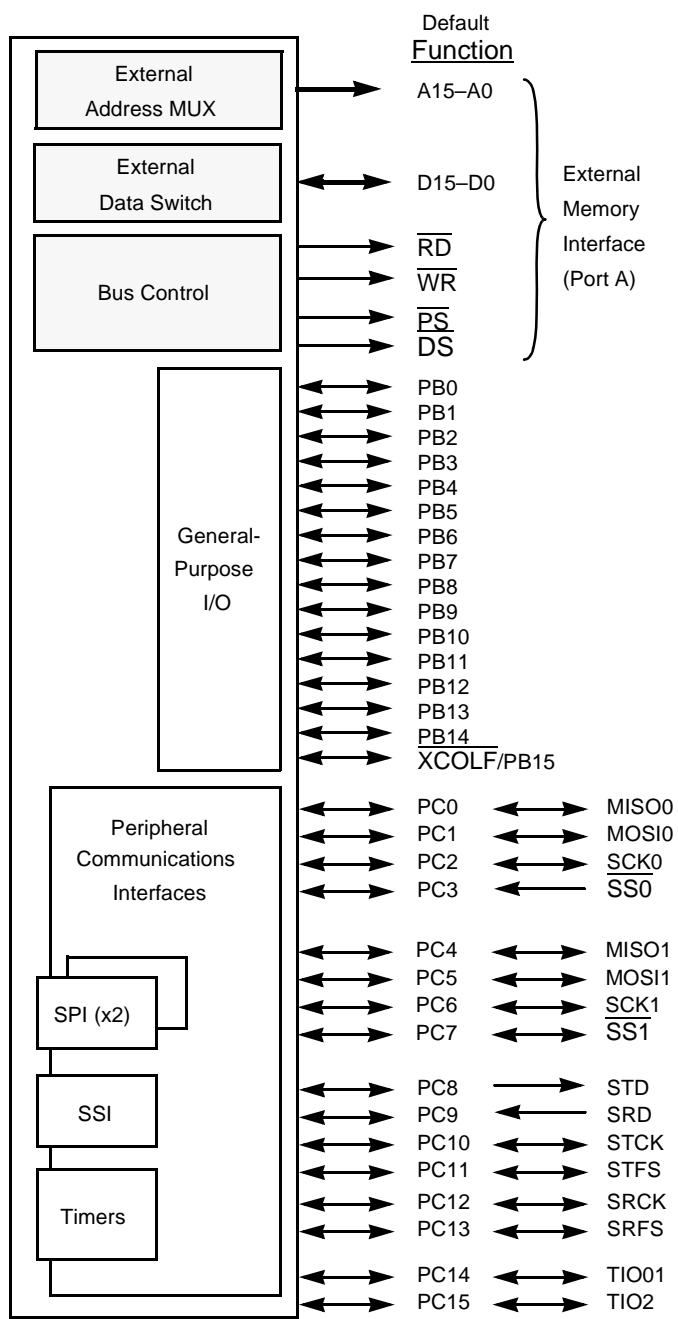 Default
Function
External
Address MUX
A15–A0
External
Data Switch
D15–D0
External
Memory
Interface
(Port A)
Bus Control
RD
WR
PS
DS
PB0
PB1
PB2
PB3
PB4
PB5
PB6
PB7
PB8
PB9
PB10
PB11
PB12
PB13
PB14
XCOLF/PB15
General-
Purpose
I/O
Peripheral
Communications
Interfaces
PC0 MISO0
PC1 MOSI0
PC2 SCK0
PC3 SS0
PC4 MISO1
PC5 MOSI1
PC6 SCK1
PC7 SS1
SPI (x2)
PC8 STD
PC9 SRD
PC10 STCK
PC11 STFS
SSI
PC12 SRCK
PC13 SRFS
Timers
PC14 TIO01
PC15 TIO2